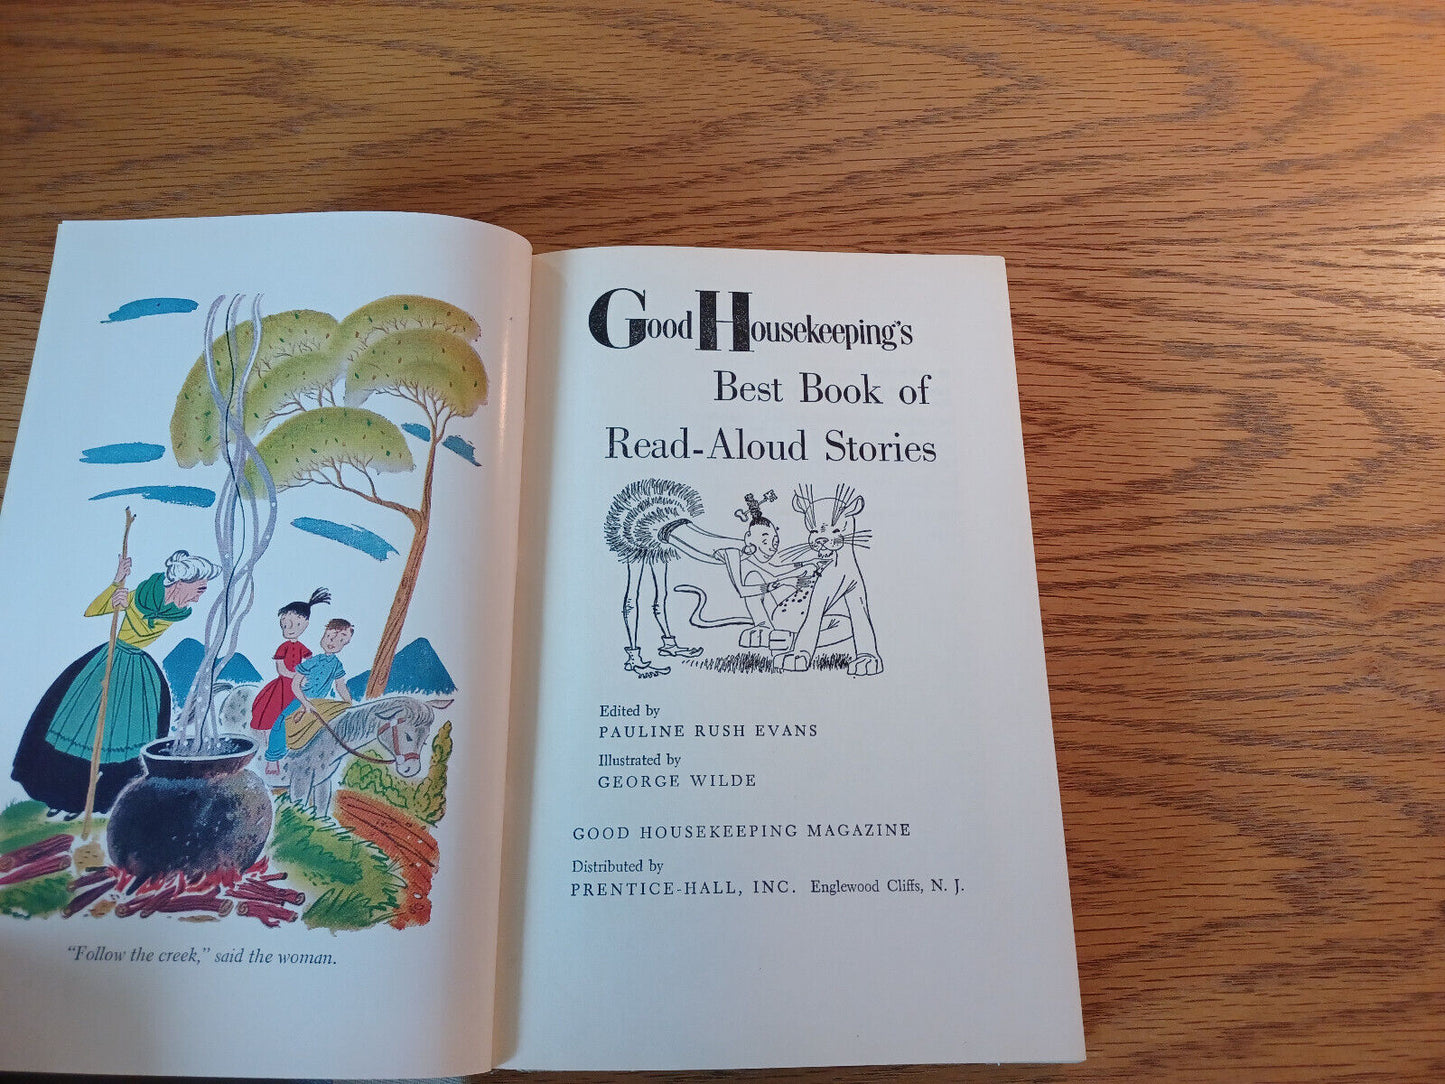 "Follow the creek," said the woman.
Good Housekeeping's
Best Book of
Read-Aloud Stories
Edited by
PAULINE RUSH EVANS
Illustrated by
GEORGE WILDE
GOOD HOUSEKEEPING MAGAZINE
Distributed by
PRENTICE-HALL, INC. Englewood Cliffs, N. J.